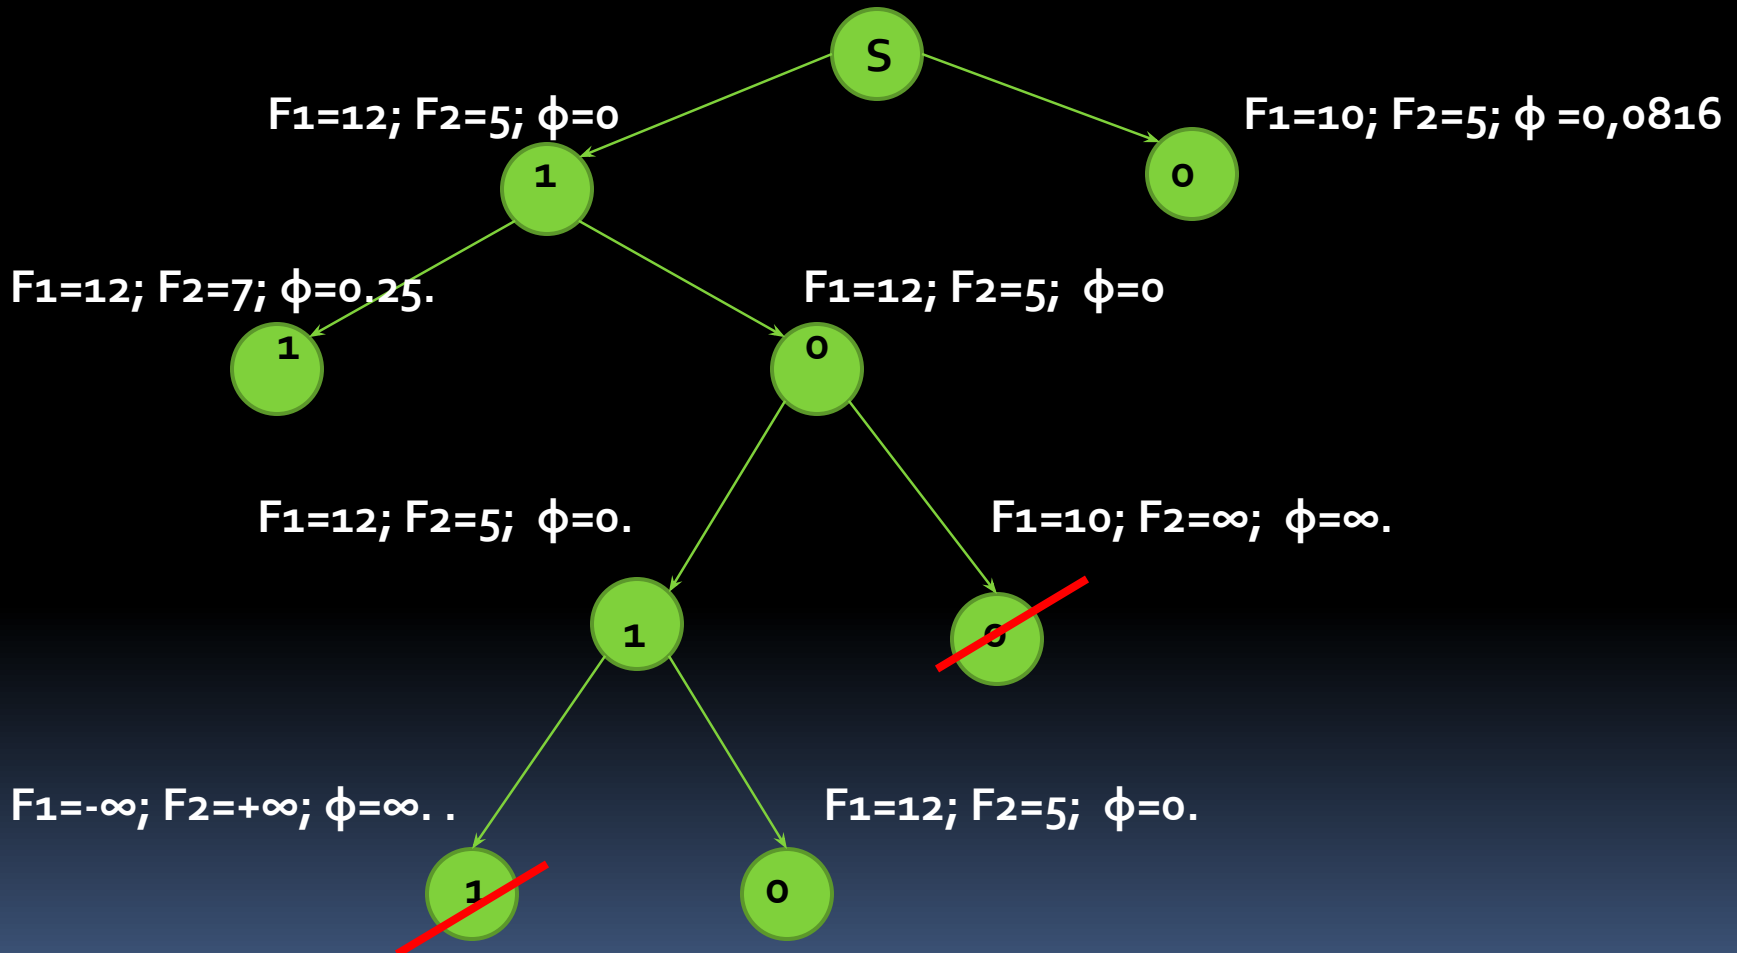 S
F1=12; F2=5; ϕ=0
F1=10; F2=5; ϕ =0,0816
1
0
F1=12; F2=7; ϕ=0.25.
F1=12; F2=5; ϕ=0
1
0
F1=12; F2=5; ϕ=0.
F1=10; F2=∞; ϕ=∞.
1
0
F1=-∞; F2=+∞; ϕ=∞. .
F1=12; F2=5; ϕ=0.
1
0